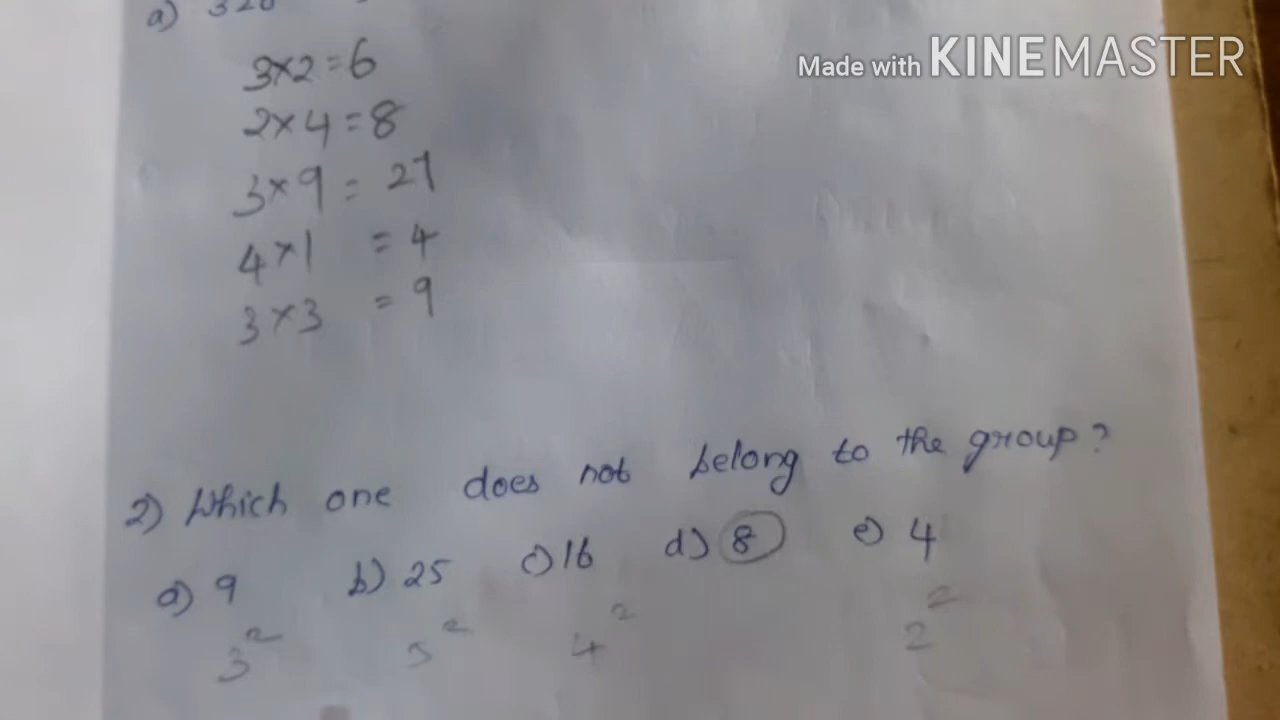 a) 326
Made with KINEMASTER
3×2=6
2×4=8
3×9=27
4×1=4
3×3=9
2) Which one does not belong to the group?
a) 9 b) 25 c) 16 d) 8 e) 4
3² 5² 4² 2²